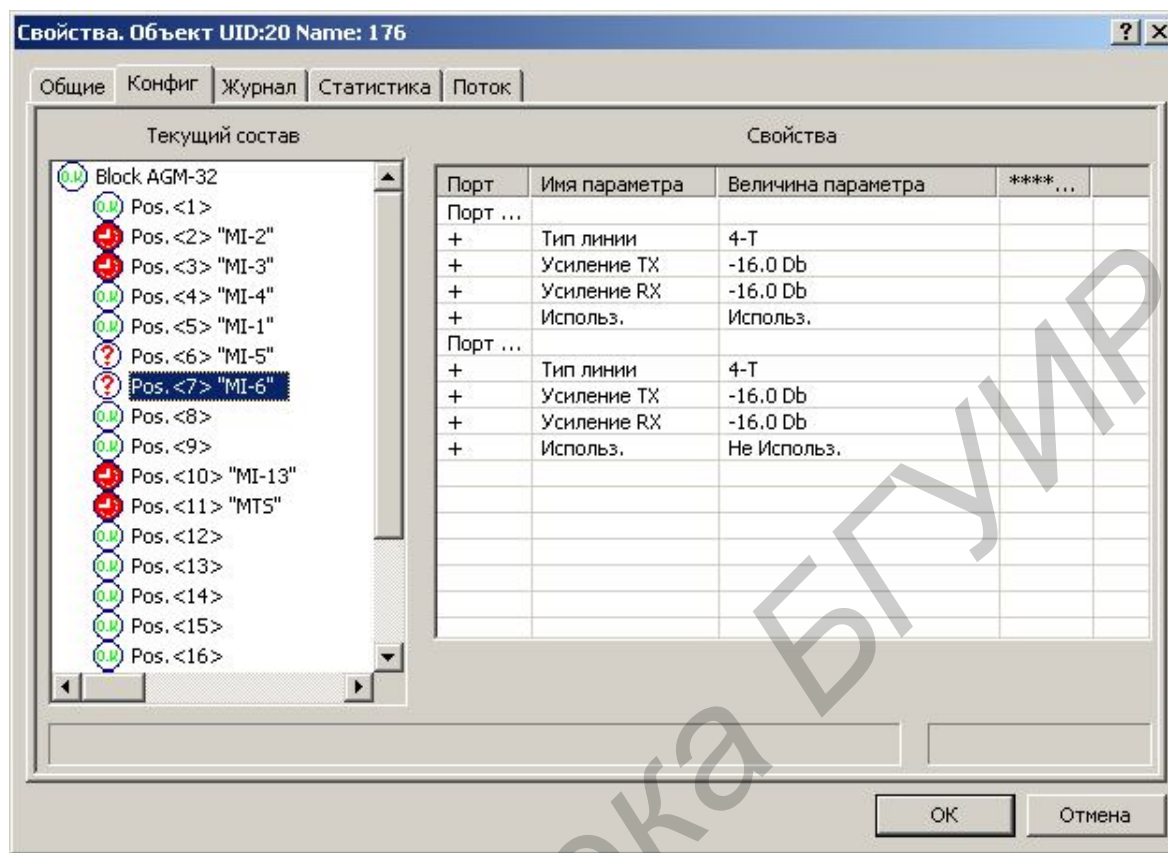 Свойства. Объект UID:20 Name: 176
Общие Конфиг Журнал Статистика Поток
Текущий состав
Свойства
Block AGM-32
Pos.<1>
Pos.<2> "MI-2"
Pos.<3> "MI-3"
Pos.<4> "MI-4"
Pos.<5> "MI-1"
Pos.<6> "MI-5"
Pos.<7> "MI-6"
Pos.<8>
Pos.<9>
Pos.<10> "MI-13"
Pos.<11> "MTS"
Pos.<12>
Pos.<13>
Pos.<14>
Pos.<15>
Pos.<16>
Порт Имя параметра Величина параметра ****...
Порт ...
+ Тип линии 4-T
+ Усиление TX -16.0 Db
+ Усиление RX -16.0 Db
+ Использ. Использ.
Порт ...
+ Тип линии 4-T
+ Усиление TX -16.0 Db
+ Усиление RX -16.0 Db
+ Использ. Не Использ.
OK Отмена
БГУИР